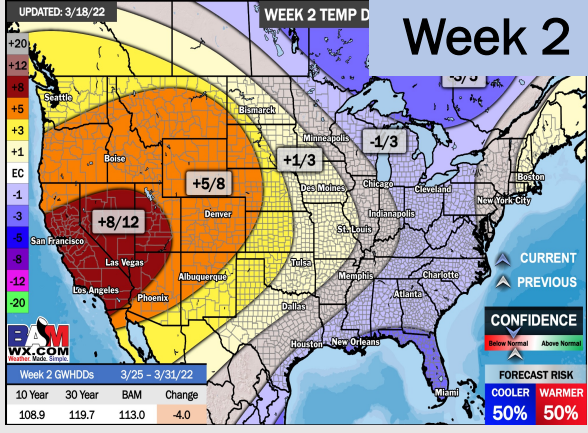 UPDATED: 3/18/22
WEEK 2 TEMP D
Week 2
+20
+12
+8
+5
+3
+1
EC
-1
-3
-5
-8
-12
-20
Seattle
Bismarck
Minneapolis
-1/3
+1/3
Boise
+5/8
Des Moines
Chicago
Cleveland
Boston
New York City
+8/12
Denver
Indianapolis
San Francisco
St. Louis
Las Vegas
Tulsa
Albuquerque
Memphis
Charlotte
Los Angeles
Phoenix
Atlanta
Dallas
Houston
New Orleans
Miami
CURRENT
PREVIOUS
CONFIDENCE
Below Normal
Above Normal
FORECAST RISK
COOLER
WARMER
50%
50%
BAM
WX.COM
Weather. Made. Simple.
Week 2 GWHDDs
3/25 – 3/31/22
10 Year
30 Year
BAM
Change
108.9
119.7
113.0
-4.0